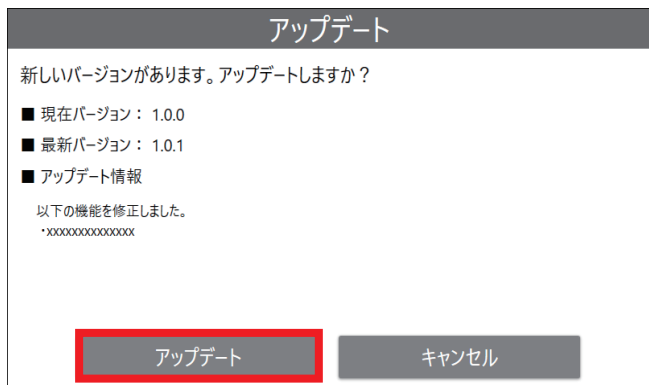 アップデート
新しいバージョンがあります。アップデートしますか？
■ 現在バージョン： 1.0.0
■ 最新バージョン： 1.0.1
■ アップデート情報
以下の機能を修正しました。
・xxxxxxxxxxxxxx
アップデート
キャンセル